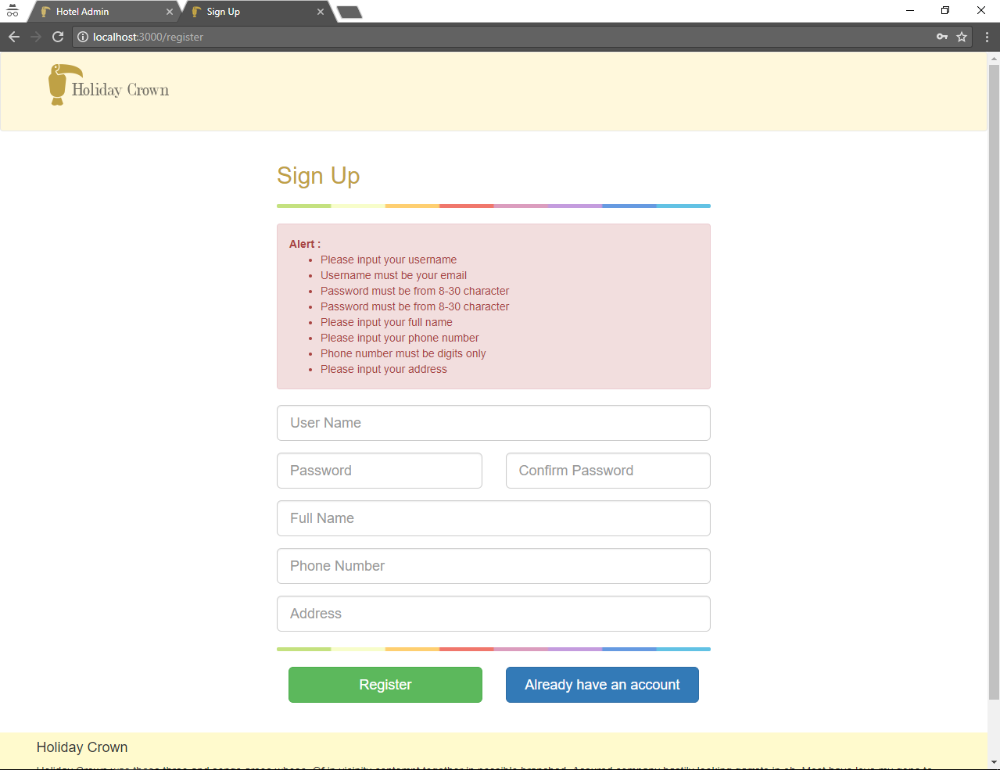 Hotel Admin
Sign Up
localhost:3000/register
Holiday Crown
Sign Up
Alert :
Please input your username
Username must be your email
Password must be from 8-30 character
Password must be from 8-30 character
Please input your full name
Please input your phone number
Phone number must be digits only
Please input your address
User Name
Password
Confirm Password
Full Name
Phone Number
Address
Register
Already have an account
Holiday Crown